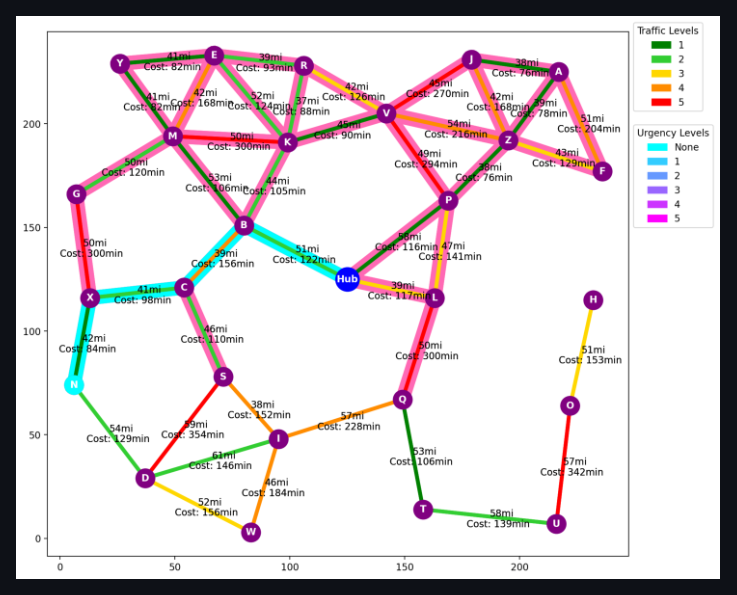 Traffic Levels
1
2
3
4
5
Urgency Levels
None
1
2
3
4
5
Y
E
R
J
A
V
M
K
Z
F
G
P
B
Hub
X
C
L
H
N
S
Q
O
I
D
W
T
U
41mi
Cost: 82min
39mi
Cost: 93min
38mi
Cost: 76min
41mi
Cost: 82min
42mi
Cost: 168min
52mi
Cost: 124min
37mi
Cost: 88min
42mi
Cost: 126min
45mi
Cost: 270min
42mi
Cost: 168min
39mi
Cost: 78min
51mi
Cost: 204min
50mi
Cost: 300min
45mi
Cost: 90min
54mi
Cost: 216min
43mi
Cost: 129min
50mi
Cost: 120min
53mi
Cost: 106min
44mi
Cost: 105min
49mi
Cost: 294min
38mi
Cost: 76min
50mi
Cost: 300min
39mi
Cost: 156min
51mi
Cost: 122min
58mi
Cost: 116min
47mi
Cost: 141min
41mi
Cost: 98min
39mi
Cost: 117min
42mi
Cost: 84min
46mi
Cost: 110min
50mi
Cost: 300min
51mi
Cost: 153min
54mi
Cost: 129min
59mi
Cost: 354min
38mi
Cost: 152min
57mi
Cost: 228min
61mi
Cost: 146min
46mi
Cost: 184min
52mi
Cost: 156min
53mi
Cost: 106min
58mi
Cost: 139min
57mi
Cost: 342min
200
150
100
50
0
0
50
100
150
200